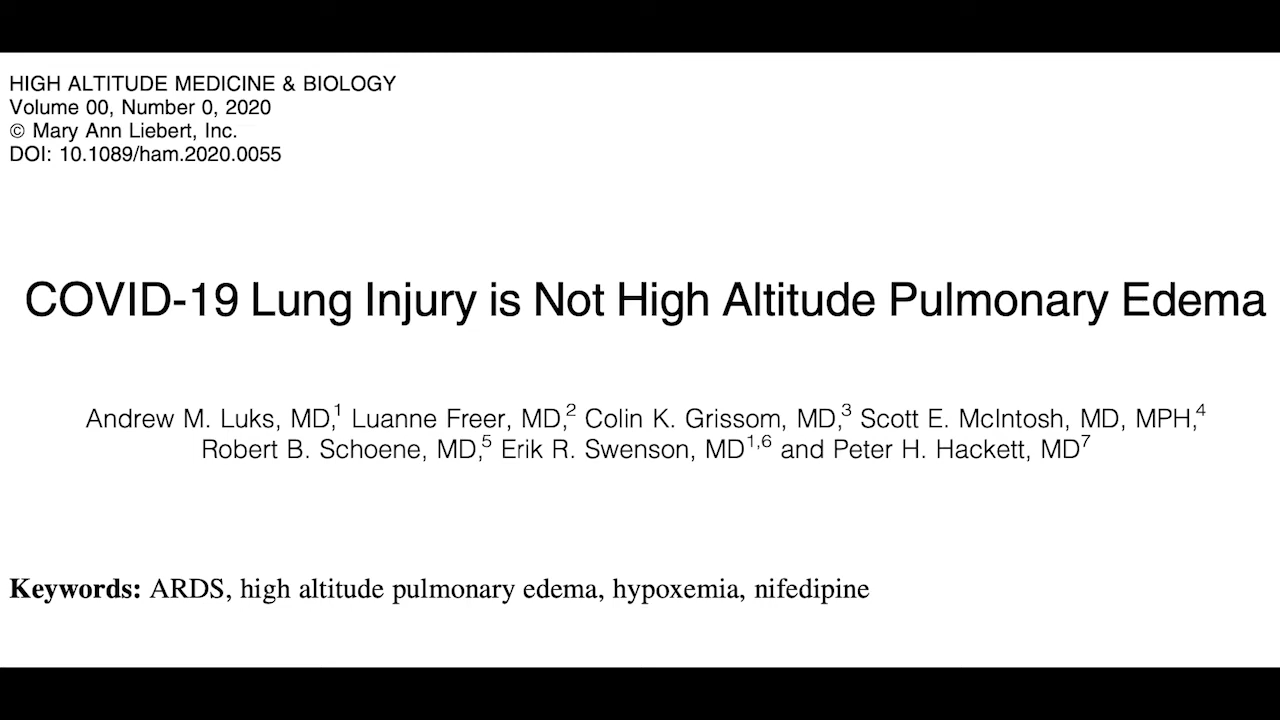 HIGH ALTITUDE MEDICINE & BIOLOGY
Volume 00, Number 0, 2020
© Mary Ann Liebert, Inc.
DOI: 10.1089/ham.2020.0055
COVID-19 Lung Injury is Not High Altitude Pulmonary Edema
Andrew M. Luks, MD,1 Luanne Freer, MD,2 Colin K. Grissom, MD,3 Scott E. McIntosh, MD, MPH,4
Robert B. Schoene, MD,5 Erik R. Swenson, MD1,6 and Peter H. Hackett, MD7
Keywords: ARDS, high altitude pulmonary edema, hypoxemia, nifedipine